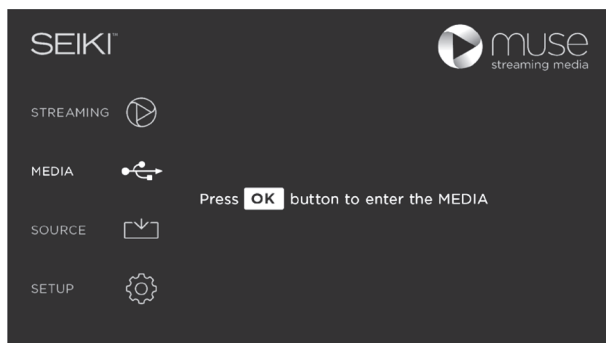 SEIKI™
muse
streaming media
STREAMING
MEDIA
Press OK button to enter the MEDIA
SOURCE
SETUP